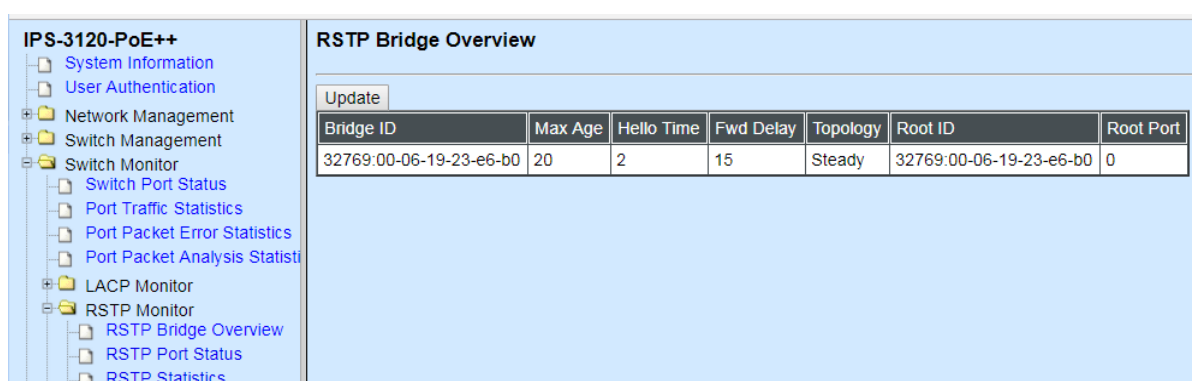 IPS-3120-PoE++
System Information
User Authentication
Network Management
Switch Management
Switch Monitor
Switch Port Status
Port Traffic Statistics
Port Packet Error Statistics
Port Packet Analysis Statisti
LACP Monitor
RSTP Monitor
RSTP Bridge Overview
RSTP Port Status
RSTP Statistics
RSTP Bridge Overview
Update
Bridge ID Max Age Hello Time Fwd Delay Topology Root ID Root Port
32769:00-06-19-23-e6-b0 20 2 15 Steady 32769:00-06-19-23-e6-b0 0